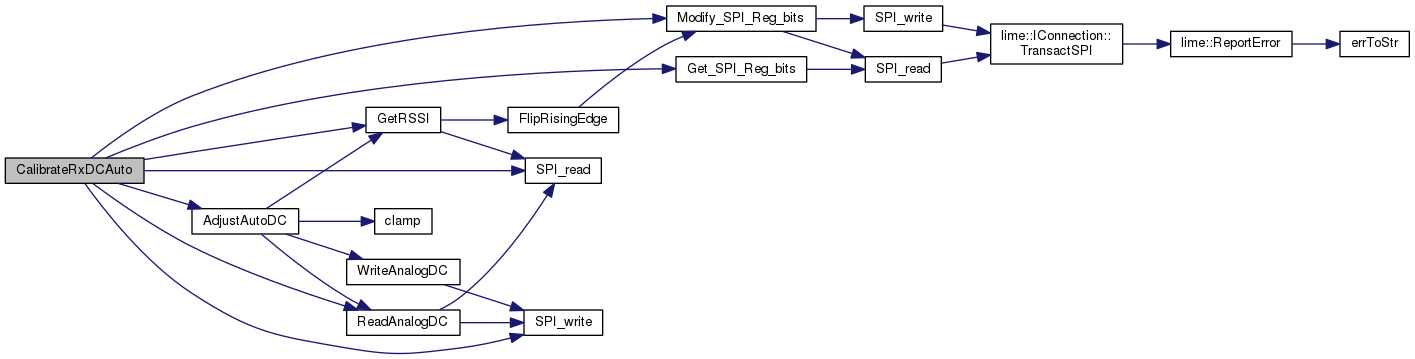 CalibrateRxDCAuto
Modify_SPI_Reg_bits
SPI_write
lime::IConnection::
TransactSPI
lime::ReportError
errToStr
Get_SPI_Reg_bits
SPI_read
GetRSSI
FlipRisingEdge
SPI_read
AdjustAutoDC
clamp
WriteAnalogDC
ReadAnalogDC
SPI_write